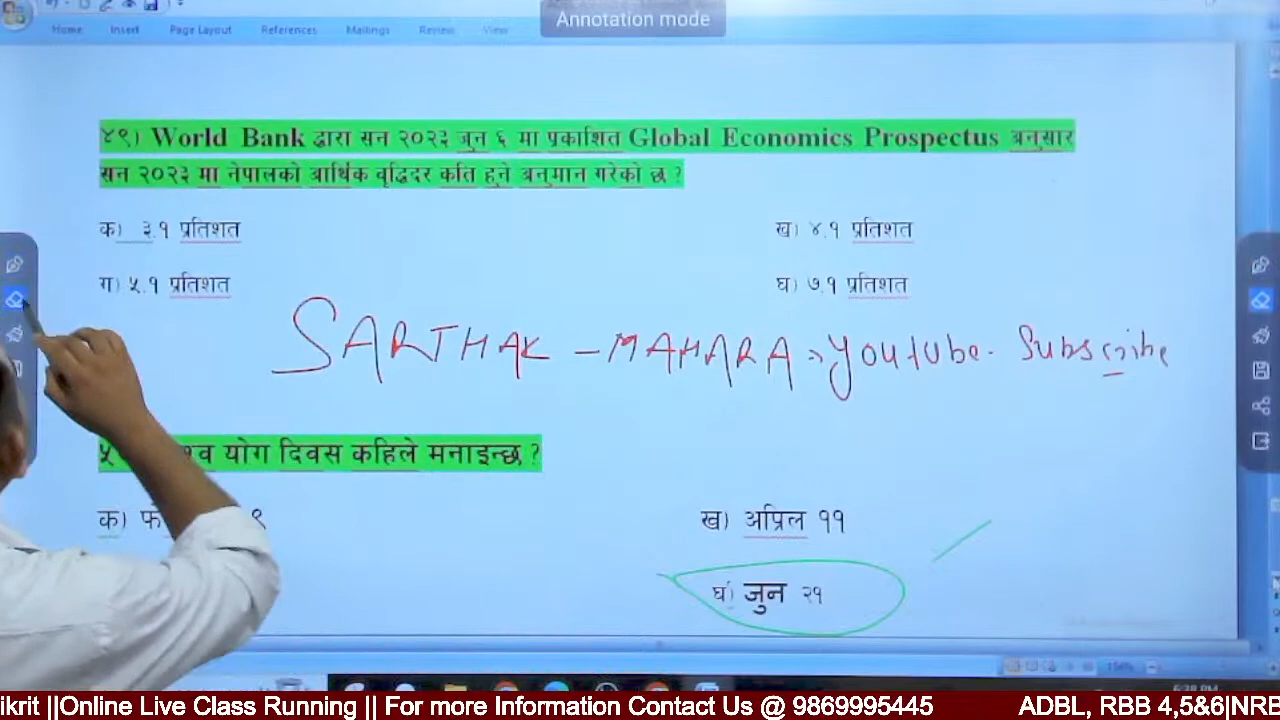 Annotation mode
Home Insert Page Layout References Mailings Review View
४९) World Bank द्वारा सन २०२३ जुन ६ मा प्रकाशित Global Economics Prospectus अनुसार
सन २०२३ मा नेपालको आर्थिक वृद्धिदर कति हुने अनुमान गरेको छ ?
क) ३.१ प्रतिशत ख) ४.१ प्रतिशत
ग) ५.१ प्रतिशत घ) ७.१ प्रतिशत
SARTHAK - MAHARA => Youtube. Subscribe
योग दिवस कहिले मनाइन्छ ?
क) ख) अप्रिल ११
घ) जुन २१
156%
ikrit ||Online Live Class Running || For more Information Contact Us @ 9869995445 ADBL, RBB 4,5&6|NRB